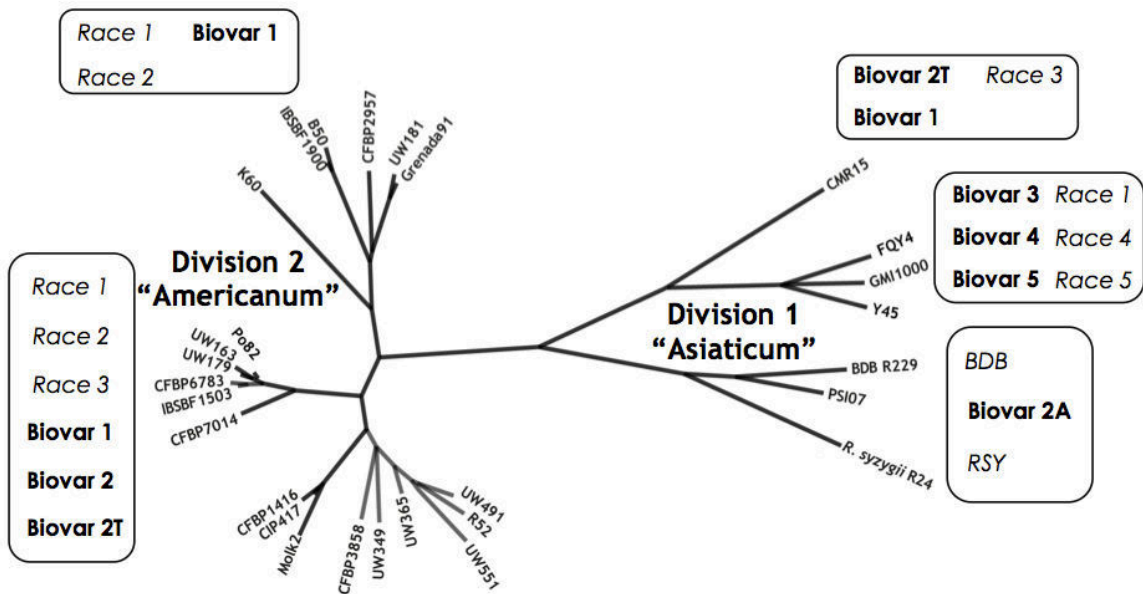 Race 1 Biovar 1
Race 2
Biovar 2T Race 3
Biovar 1
B50
IBSBF1900
CFBP2957
UW181
Grenada91
K60
CMR15
Biovar 3 Race 1
Biovar 4 Race 4
Biovar 5 Race 5
FQY4
GMI1000
Y45
Division 2
“Americanum”
Division 1
“Asiaticum”
Race 1
Race 2
Race 3
Biovar 1
Biovar 2
Biovar 2T
Po82
UW163
UW179
CFBP6783
IBSBF1503
CFBP7014
BDB R229
PSI07
R. syzygii R24
BDB
Biovar 2A
RSY
CFBP1416
CIP417
Molk2
CFBP3858
UW349
UW365
UW491
R52
UW551